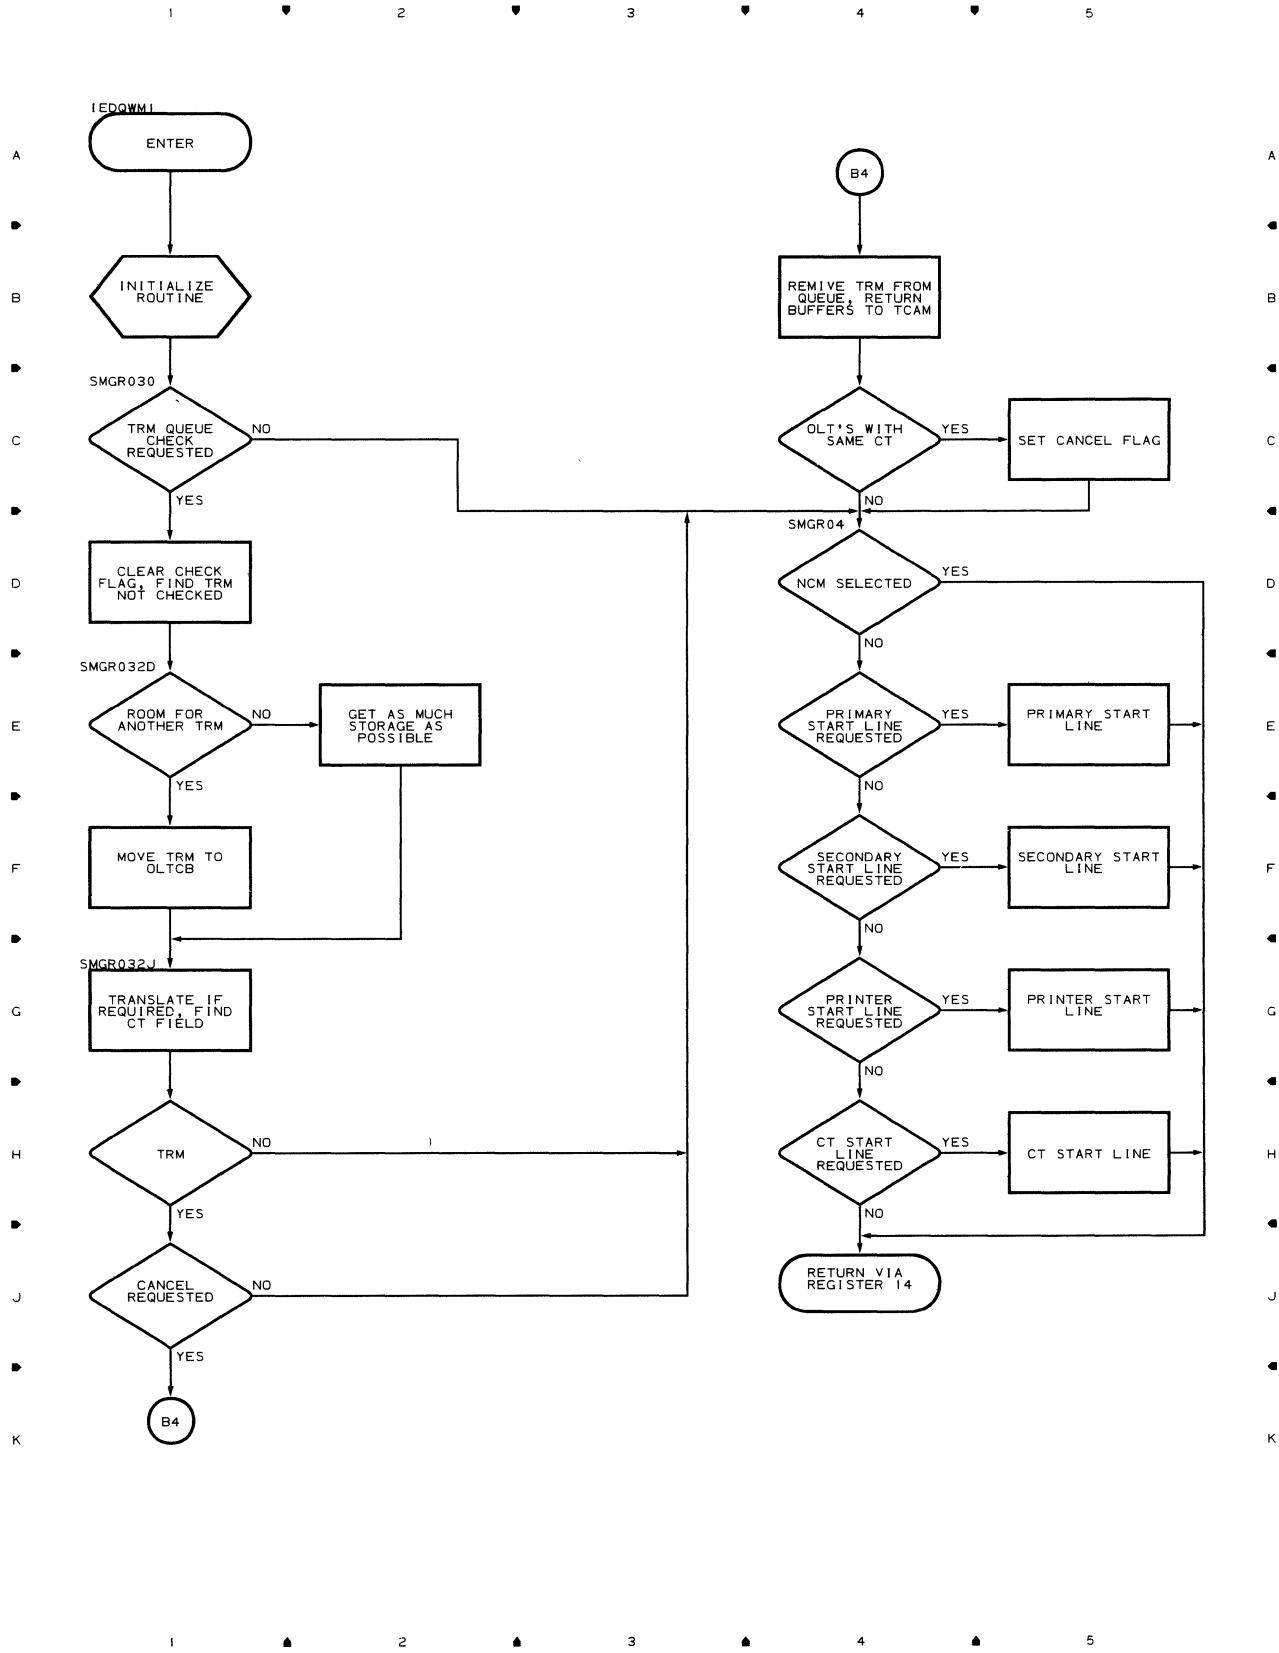 1 2 3 4 5
IEDQWM1
ENTER
A A
B4
INITIALIZE
ROUTINE
REMIVE TRM FROM
QUEUE, RETURN
BUFFERS TO TCAM
B B
SMGR030
TRM QUEUE
CHECK
REQUESTED
NO
YES
OLT'S WITH
SAME CT
YES
NO
SET CANCEL FLAG
C C
CLEAR CHECK
FLAG, FIND TRM
NOT CHECKED
SMGR04
NCM SELECTED
YES
NO
D D
SMGR032D
ROOM FOR
ANOTHER TRM
NO
YES
GET AS MUCH
STORAGE AS
POSSIBLE
PRIMARY
START LINE
REQUESTED
YES
NO
PRIMARY START
LINE
E E
MOVE TRM TO
OLTCB
SECONDARY
START LINE
REQUESTED
YES
NO
SECONDARY START
LINE
F F
SMGR032J
TRANSLATE IF
REQUIRED, FIND
CT FIELD
PRINTER
START LINE
REQUESTED
YES
NO
PRINTER START
LINE
G G
TRM
NO
YES
CT START
LINE
REQUESTED
YES
NO
CT START LINE
H H
CANCEL
REQUESTED
NO
YES
RETURN VIA
REGISTER 14
J J
B4
K K
1 2 3 4 5